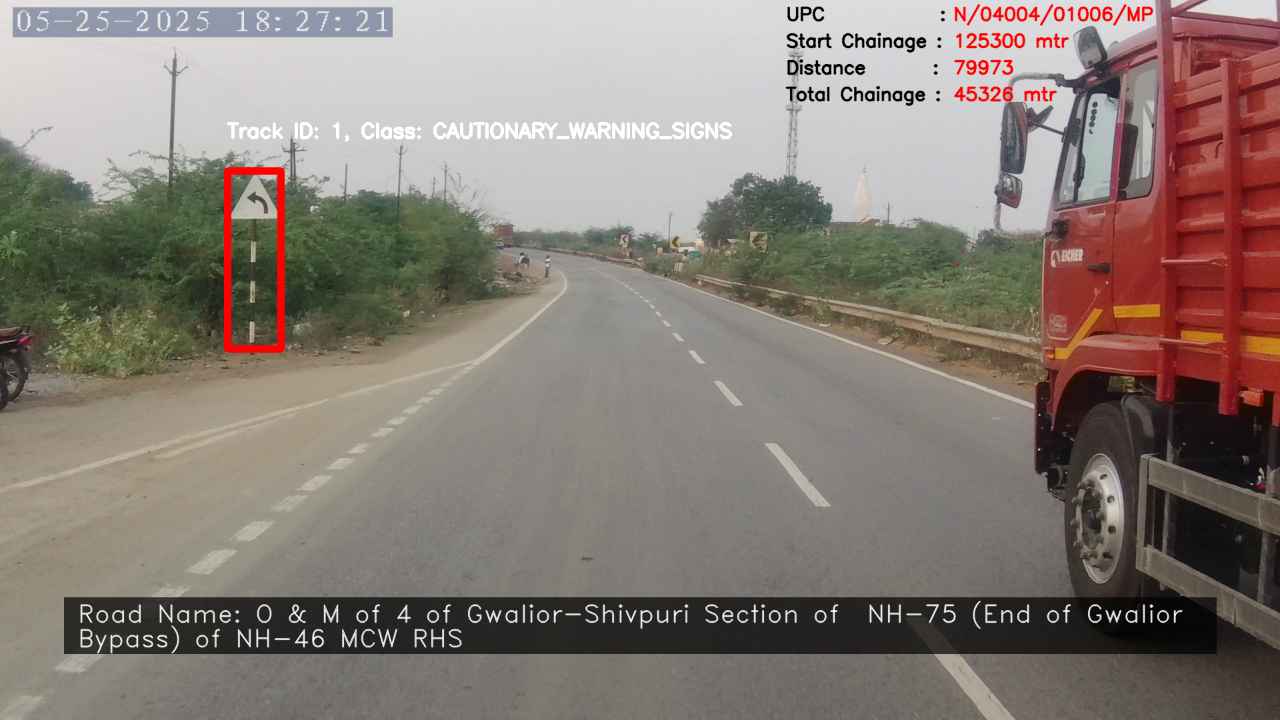 05-25-2025 18:27:21
UPC : N/04004/01006/MP
Start Chainage : 125300 mtr
Distance : 79973
Total Chainage : 45326 mtr
Track ID: 1, Class: CAUTIONARY_WARNING_SIGNS
EICHER
Road Name: O & M of 4 of Gwalior-Shivpuri Section of NH-75 (End of Gwalior
Bypass) of NH-46 MCW RHS